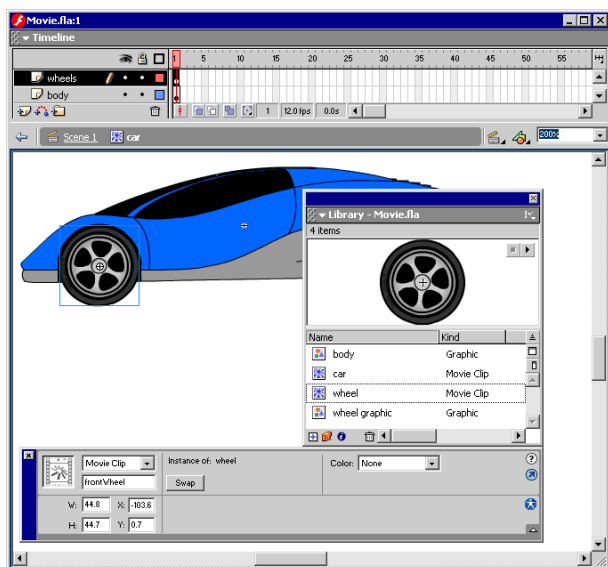 Movie.fla:1
Timeline
1 5 10 15 20 25 30 35 40 45 50 55
wheels
body
1 12.0 fps 0.0s
Scene 1 car 200%
Library - Movie.fla
4 items
Name Kind
body Graphic
car Movie Clip
wheel Movie Clip
wheel graphic Graphic
Movie Clip Instance of: wheel Color: None
frontWheel Swap
W: 44.8 X: -103.6
H: 44.7 Y: 0.7